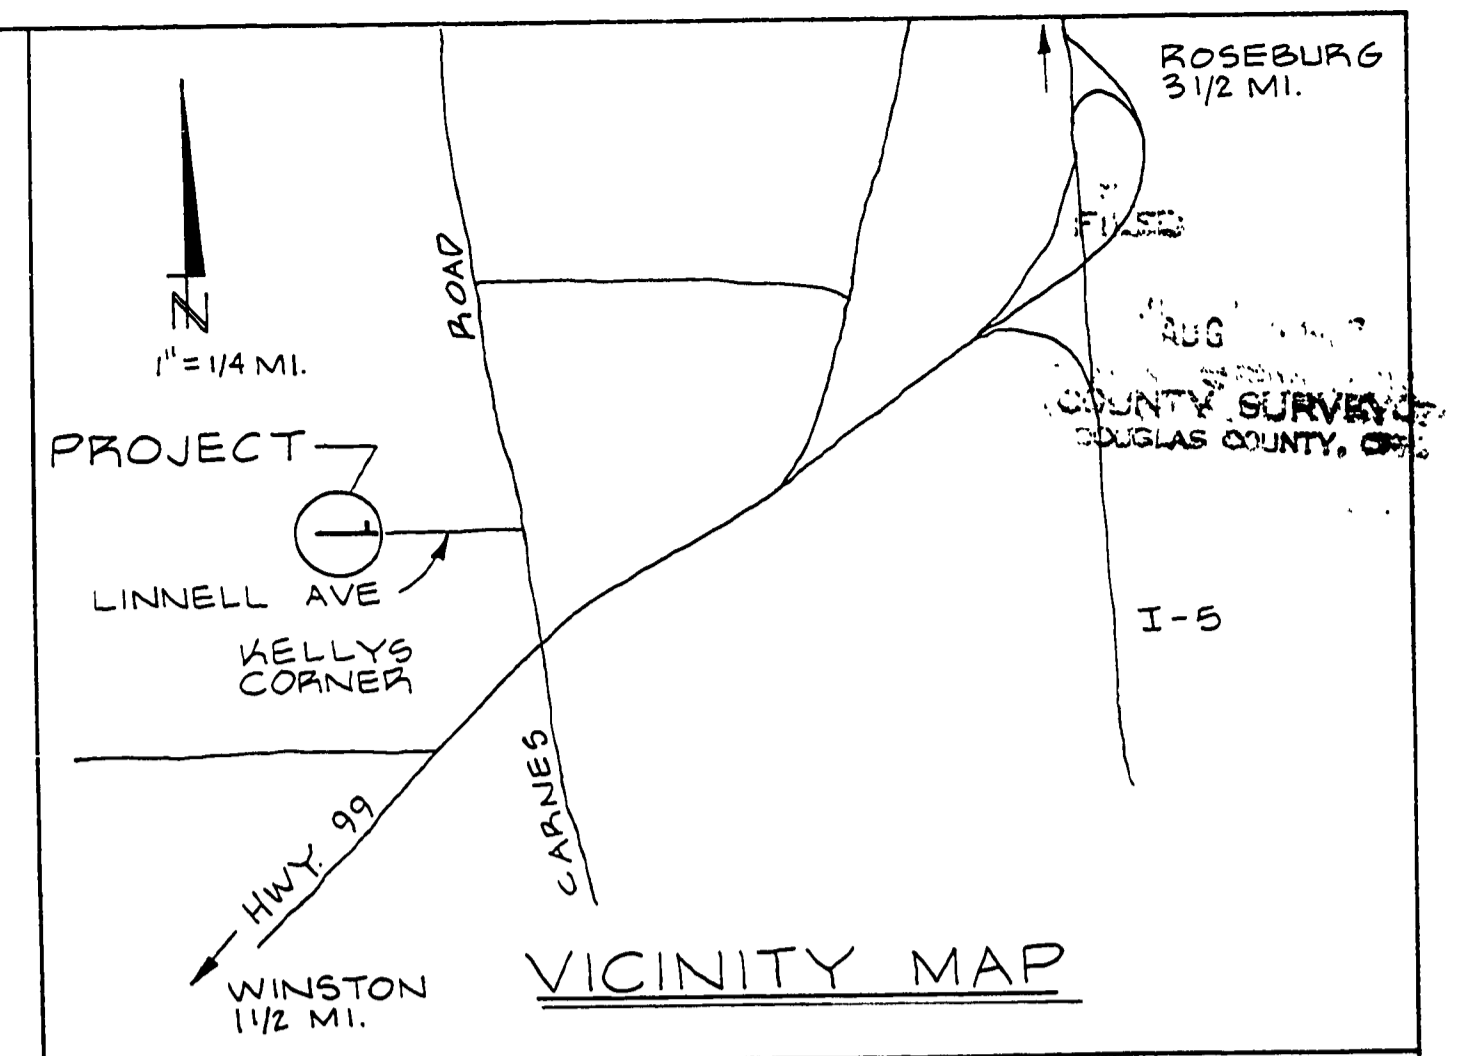 ROSEBURG
3 1/2 MI.
N
1" = 1/4 MI.
ROAD
FILED
AUG
COUNTY SURVEYOR
DOUGLAS COUNTY,
PROJECT
LINNELL AVE
KELLYS
CORNER
I-5
CARNES
HWY. 99
WINSTON
1 1/2 MI.
VICINITY MAP